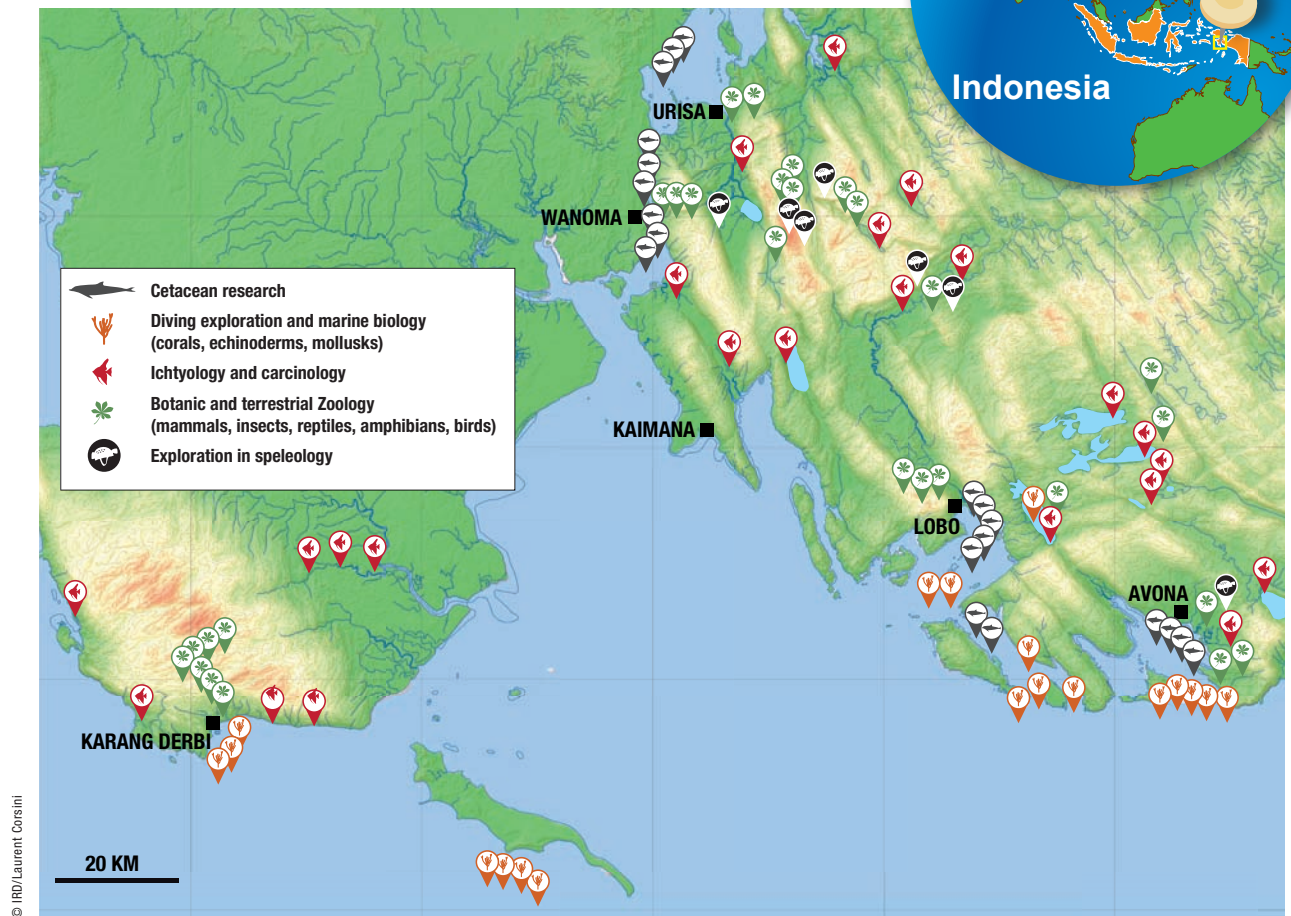 Indonesia
URISA
WANOMA
Cetacean research
Diving exploration and marine biology
(corals, echinoderms, mollusks)
Ichtyology and carcinology
Botanic and terrestrial Zoology
(mammals, insects, reptiles, amphibians, birds)
Exploration in speleology
KAIMANA
LOBO
AVONA
KARANG DERBI
20 KM
© IRD/Laurent Corsini